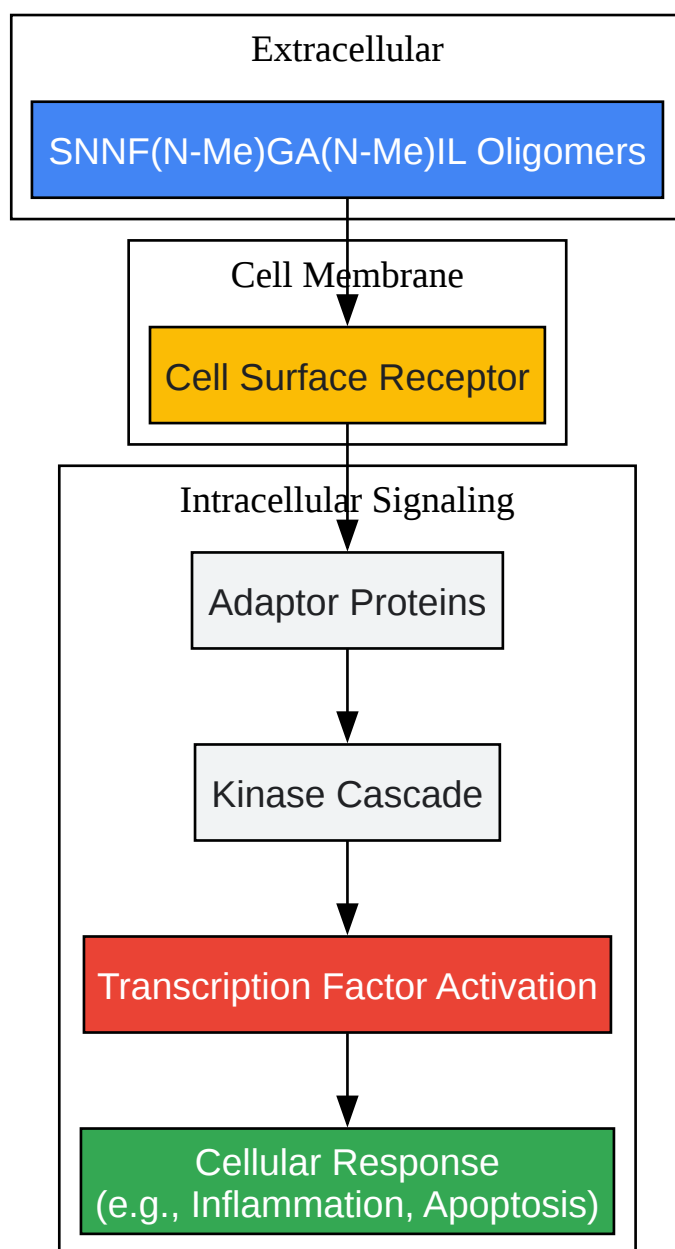 Extracellular
SNNF(N-Me)GA(N-Me)IL Oligomers
Cell Membrane
Cell Surface Receptor
Intracellular Signaling
Adaptor Proteins
Kinase Cascade
Transcription Factor Activation
Cellular Response
(e.g., Inflammation, Apoptosis)